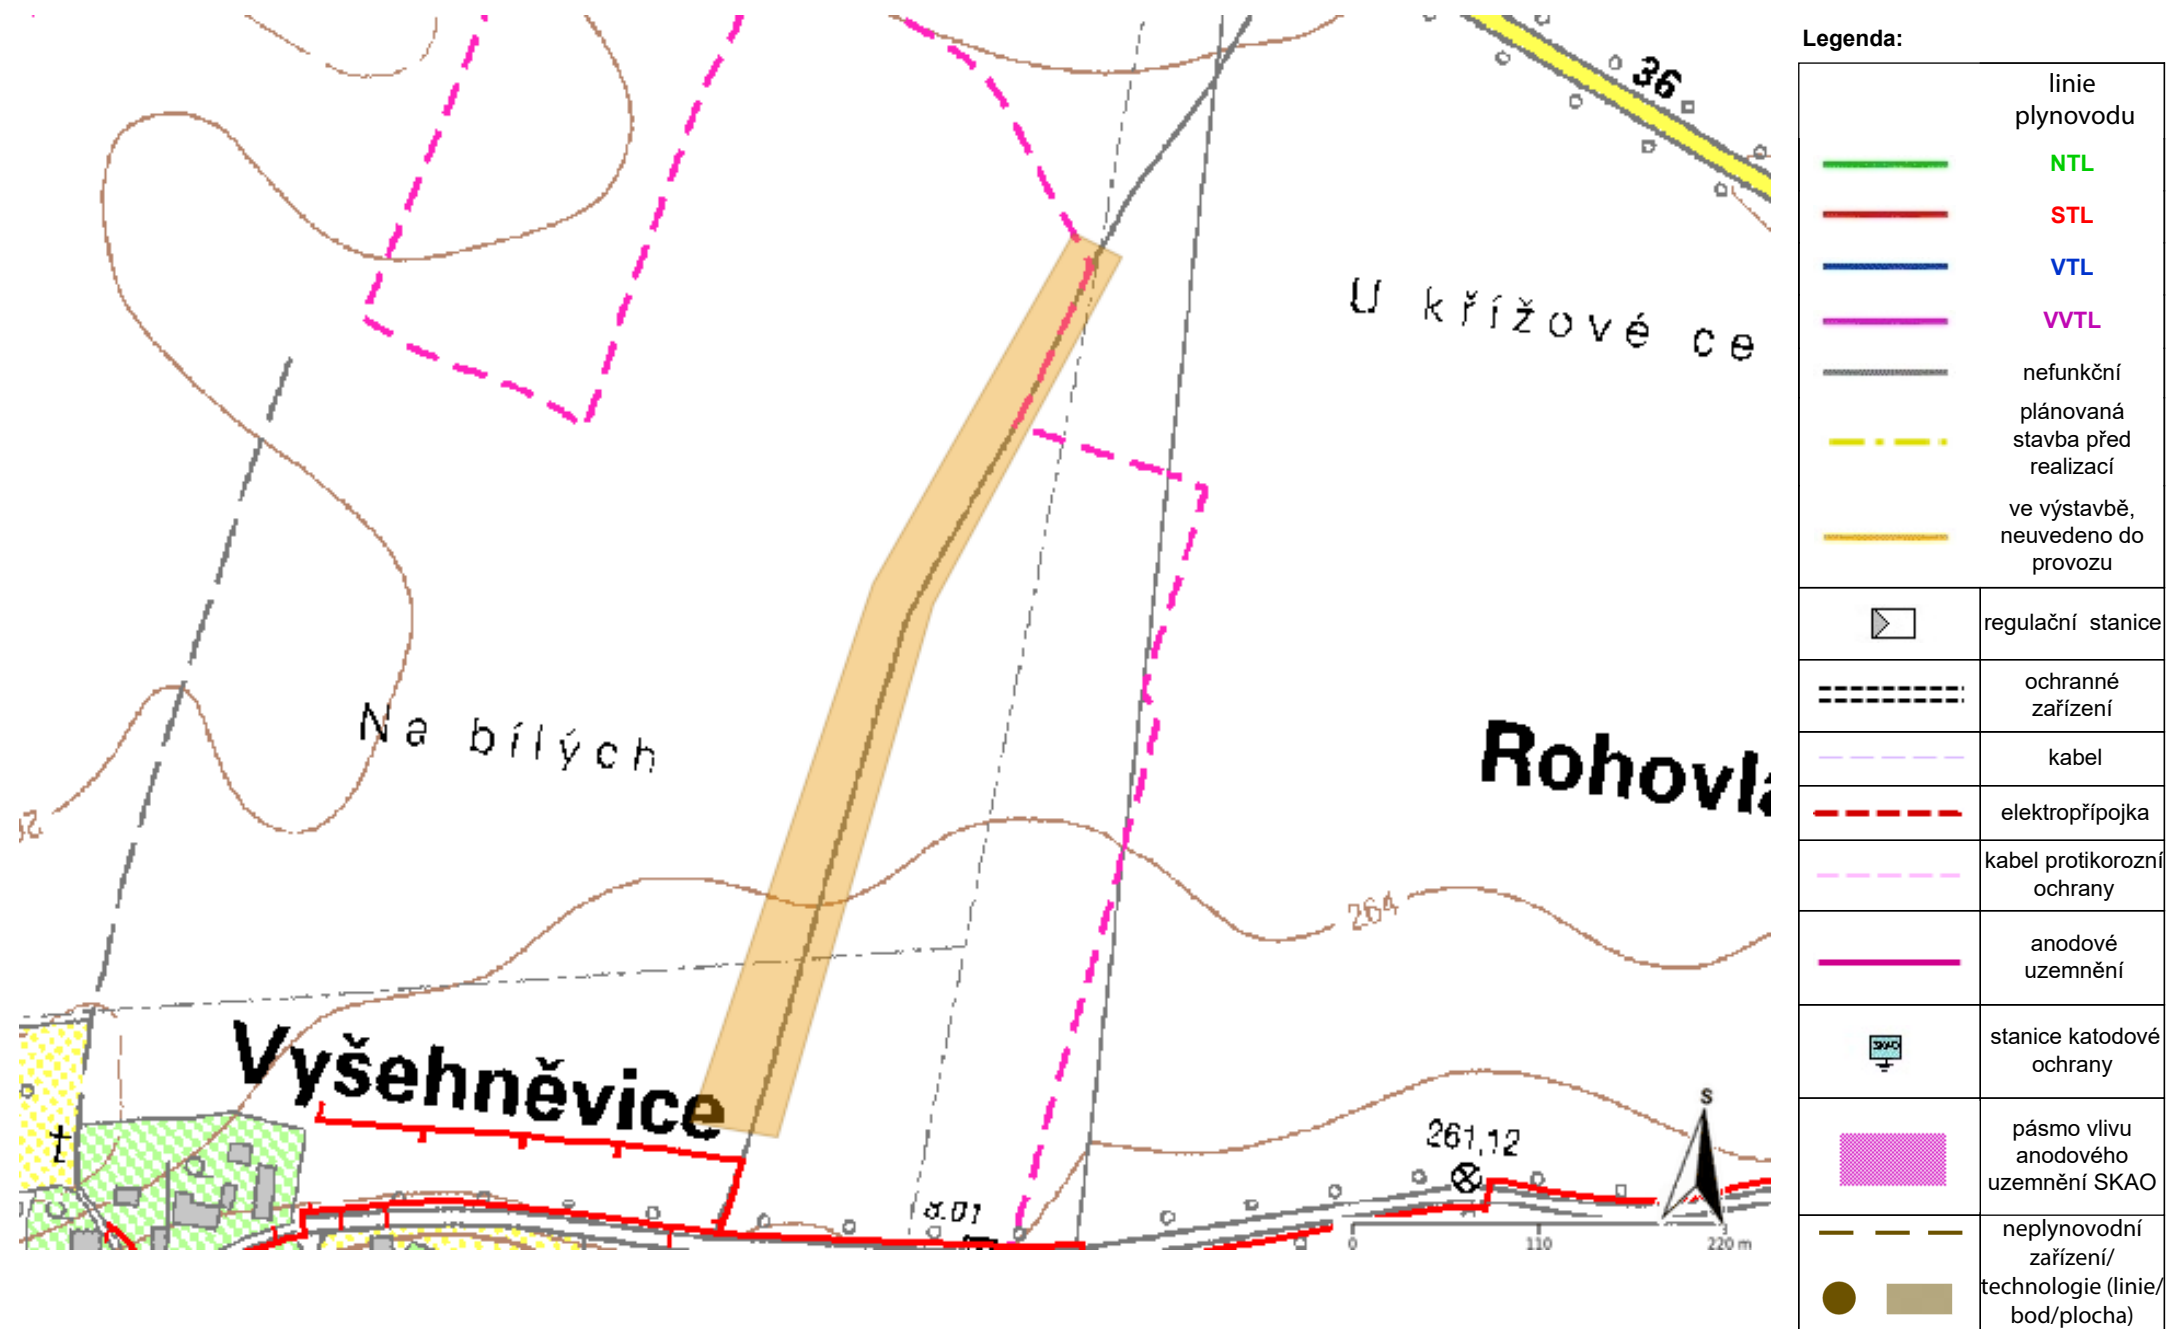 36
U křížové ce
Na bílých
Rohovlá
264
Vyšehněvice
t
261,12
S
0 110 220 m
Legenda:
linie
plynovodu
NTL
STL
VTL
VVTL
nefunkční
plánovaná
stavba před
realizací
ve výstavbě,
neuvedeno do
provozu
regulační stanice
ochranné
zařízení
kabel
elektropřípojka
kabel protikorozní
ochrany
anodové
uzemnění
SKAO
stanice katodové
ochrany
pásmo vlivu
anodového
uzemnění SKAO
neplynovodní
zařízení/
technologie (linie/
bod/plocha)